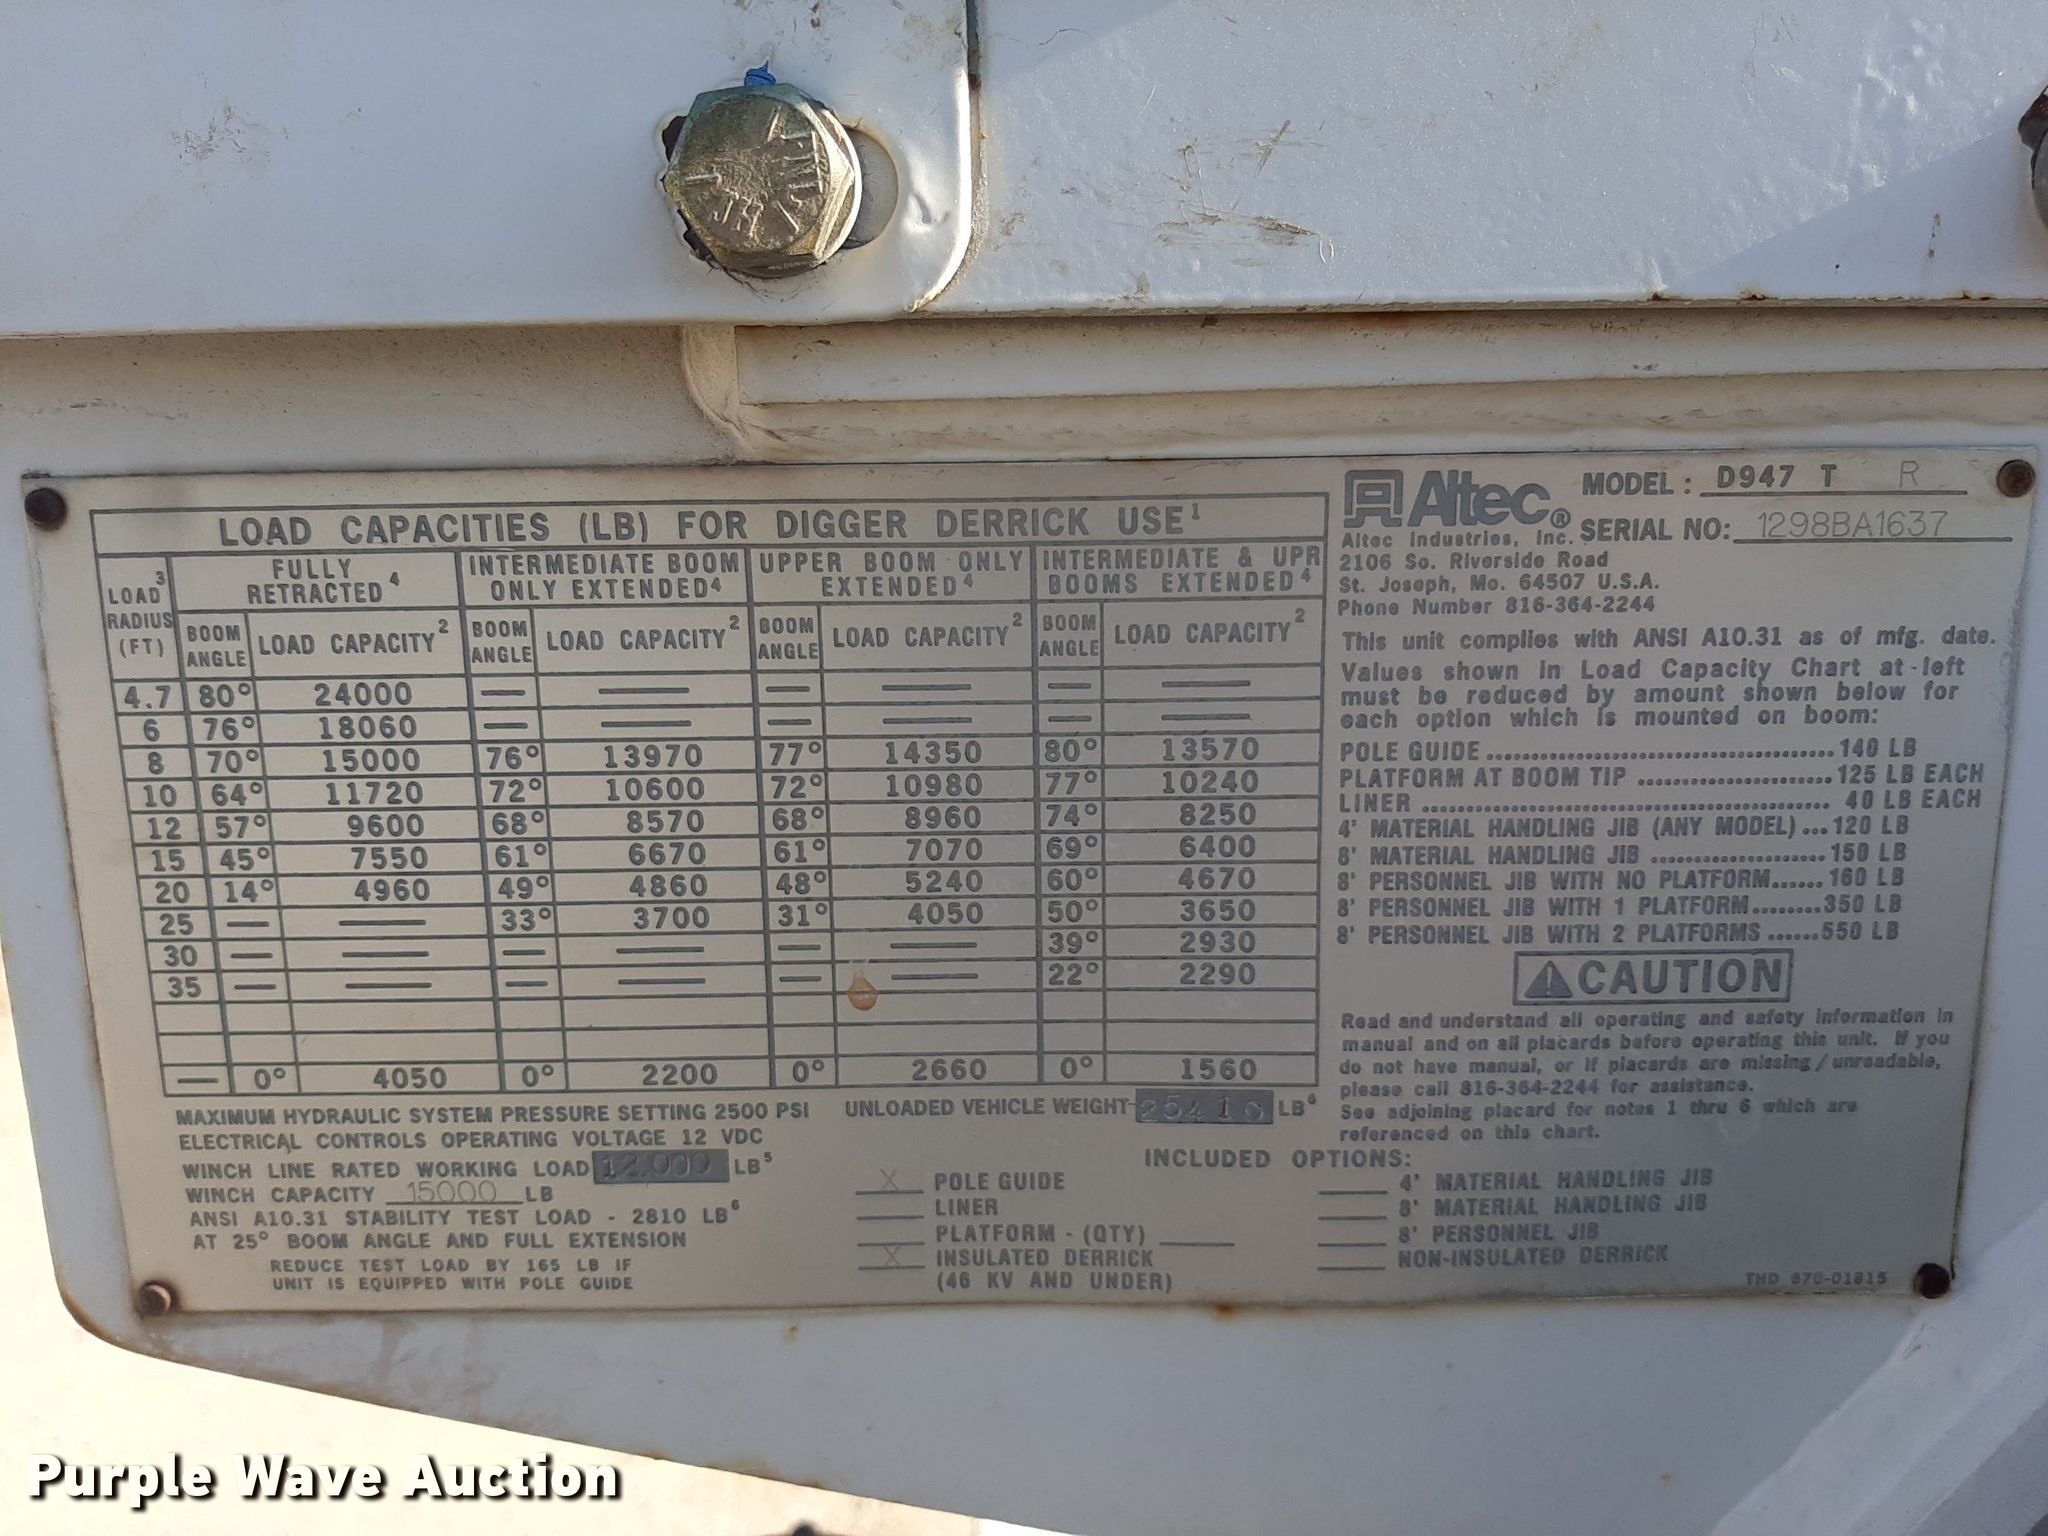 LOAD CAPACITIES (LB) FOR DIGGER DERRICK USE¹
LOAD³ RADIUS (FT) FULLY RETRACTED⁴ INTERMEDIATE BOOM ONLY EXTENDED⁴ UPPER BOOM ONLY EXTENDED⁴ INTERMEDIATE & UPR BOOMS EXTENDED⁴
BOOM ANGLE LOAD CAPACITY² BOOM ANGLE LOAD CAPACITY² BOOM ANGLE LOAD CAPACITY² BOOM ANGLE LOAD CAPACITY²
4.7 80° 24000 — — — — — —
6 76° 18060 — — — — — —
8 70° 15000 76° 13970 77° 14350 80° 13570
10 64° 11720 72° 10600 72° 10980 77° 10240
12 57° 9600 68° 8570 68° 8960 74° 8250
15 45° 7550 61° 6670 61° 7070 69° 6400
20 14° 4960 49° 4860 48° 5240 60° 4670
25 — — 33° 3700 31° 4050 50° 3650
30 — — — — — — 39° 2930
35 — — — — — — 22° 2290
— 0° 4050 0° 2200 0° 2660 0° 1560
MAXIMUM HYDRAULIC SYSTEM PRESSURE SETTING 2500 PSI
ELECTRICAL CONTROLS OPERATING VOLTAGE 12 VDC
WINCH LINE RATED WORKING LOAD 12,000 LB⁵
WINCH CAPACITY 15000 LB
ANSI A10.31 STABILITY TEST LOAD - 2810 LB⁶
AT 25° BOOM ANGLE AND FULL EXTENSION
REDUCE TEST LOAD BY 165 LB IF
UNIT IS EQUIPPED WITH POLE GUIDE
UNLOADED VEHICLE WEIGHT LB⁶
INCLUDED OPTIONS:
X POLE GUIDE
LINER
PLATFORM - (QTY)
X INSULATED DERRICK
(46 KV AND UNDER)
4' MATERIAL HANDLING JIB
8' MATERIAL HANDLING JIB
8' PERSONNEL JIB
NON-INSULATED DERRICK
THD 670-01815
Altec®
MODEL: D947 T R
SERIAL NO: 1298BA1637
Altec Industries, Inc.
2106 So. Riverside Road
St. Joseph, Mo. 64507 U.S.A.
Phone Number 816-364-2244
This unit complies with ANSI A10.31 as of mfg. date.
Values shown in Load Capacity Chart at left
must be reduced by amount shown below for
each option which is mounted on boom:
POLE GUIDE ........ 140 LB
PLATFORM AT BOOM TIP ........ 125 LB EACH
LINER ........ 40 LB EACH
4' MATERIAL HANDLING JIB (ANY MODEL) ... 120 LB
8' MATERIAL HANDLING JIB ........ 150 LB
8' PERSONNEL JIB WITH NO PLATFORM ...... 160 LB
8' PERSONNEL JIB WITH 1 PLATFORM ........ 350 LB
8' PERSONNEL JIB WITH 2 PLATFORMS ...... 550 LB
CAUTION
Read and understand all operating and safety information in
manual and on all placards before operating this unit. If you
do not have manual, or if placards are missing/unreadable,
please call 816-364-2244 for assistance.
See adjoining placard for notes 1 thru 6 which are
referenced on this chart.
Purple Wave Auction